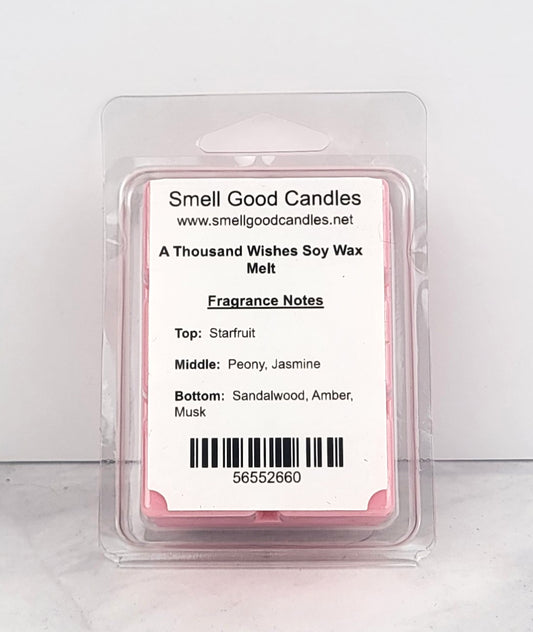 Smell Good Candles
www.smellgoodcandles.net
A Thousand Wishes Soy Wax
Melt
Fragrance Notes
Top: Starfruit
Middle: Peony, Jasmine
Bottom: Sandalwood, Amber,
Musk
56552660